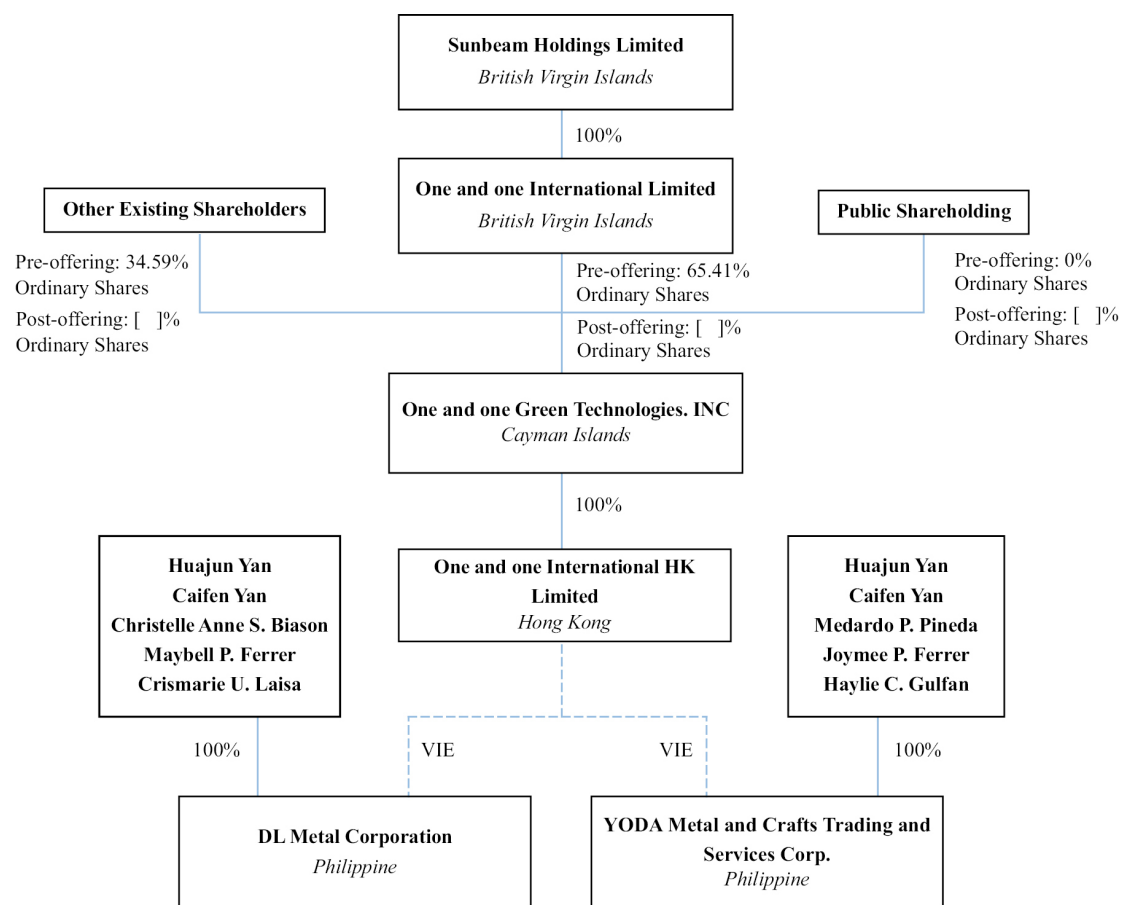 Sunbeam Holdings Limited
British Virgin Islands
100%
One and one International Limited
British Virgin Islands
Other Existing Shareholders
Public Shareholding
Pre-offering: 34.59%
Ordinary Shares
Post-offering: [   ]%
Ordinary Shares
Pre-offering: 65.41%
Ordinary Shares
Post-offering: [   ]%
Ordinary Shares
Pre-offering: 0%
Ordinary Shares
Post-offering: [   ]%
Ordinary Shares
One and one Green Technologies. INC
Cayman Islands
100%
Huajun Yan
Caifen Yan
Christelle Anne S. Biason
Maybell P. Ferrer
Crismarie U. Laisa
One and one International HK
Limited
Hong Kong
Huajun Yan
Caifen Yan
Medardo P. Pineda
Joymee P. Ferrer
Haylie C. Gulfan
100%
VIE
VIE
100%
DL Metal Corporation
Philippine
YODA Metal and Crafts Trading and
Services Corp.
Philippine